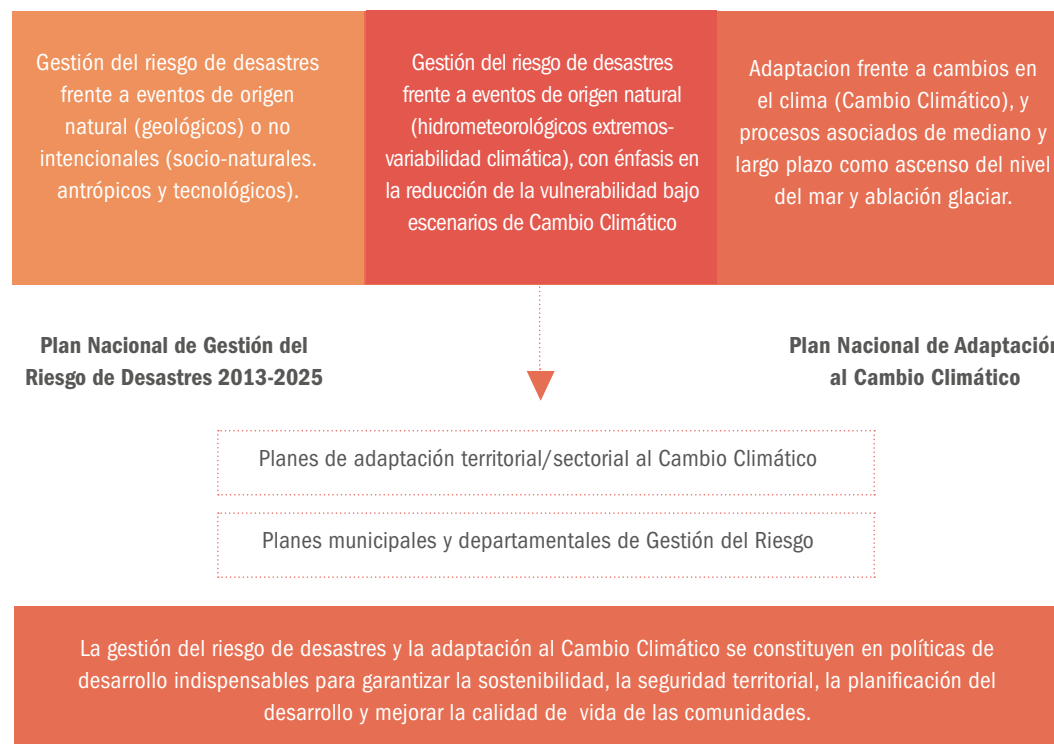 Gestión del riesgo de desastres
frente a eventos de origen
natural (geológicos) o no
intencionales (socio-naturales.
antrópicos y tecnológicos).
Gestión del riesgo de desastres
frente a eventos de origen natural
(hidrometeorológicos extremos-
variabilidad climática), con énfasis en
la reducción de la vulnerabilidad bajo
escenarios de Cambio Climático
Adaptacion frente a cambios en
el clima (Cambio Climático), y
procesos asociados de mediano y
largo plazo como ascenso del nivel
del mar y ablación glaciar.
Plan Nacional de Gestión del
Riesgo de Desastres 2013-2025
Plan Nacional de Adaptación
al Cambio Climático
Planes de adaptación territorial/sectorial al Cambio Climático
Planes municipales y departamentales de Gestión del Riesgo
La gestión del riesgo de desastres y la adaptación al Cambio Climático se constituyen en políticas de
desarrollo indispensables para garantizar la sostenibilidad, la seguridad territorial, la planificación del
desarrollo y mejorar la calidad de vida de las comunidades.